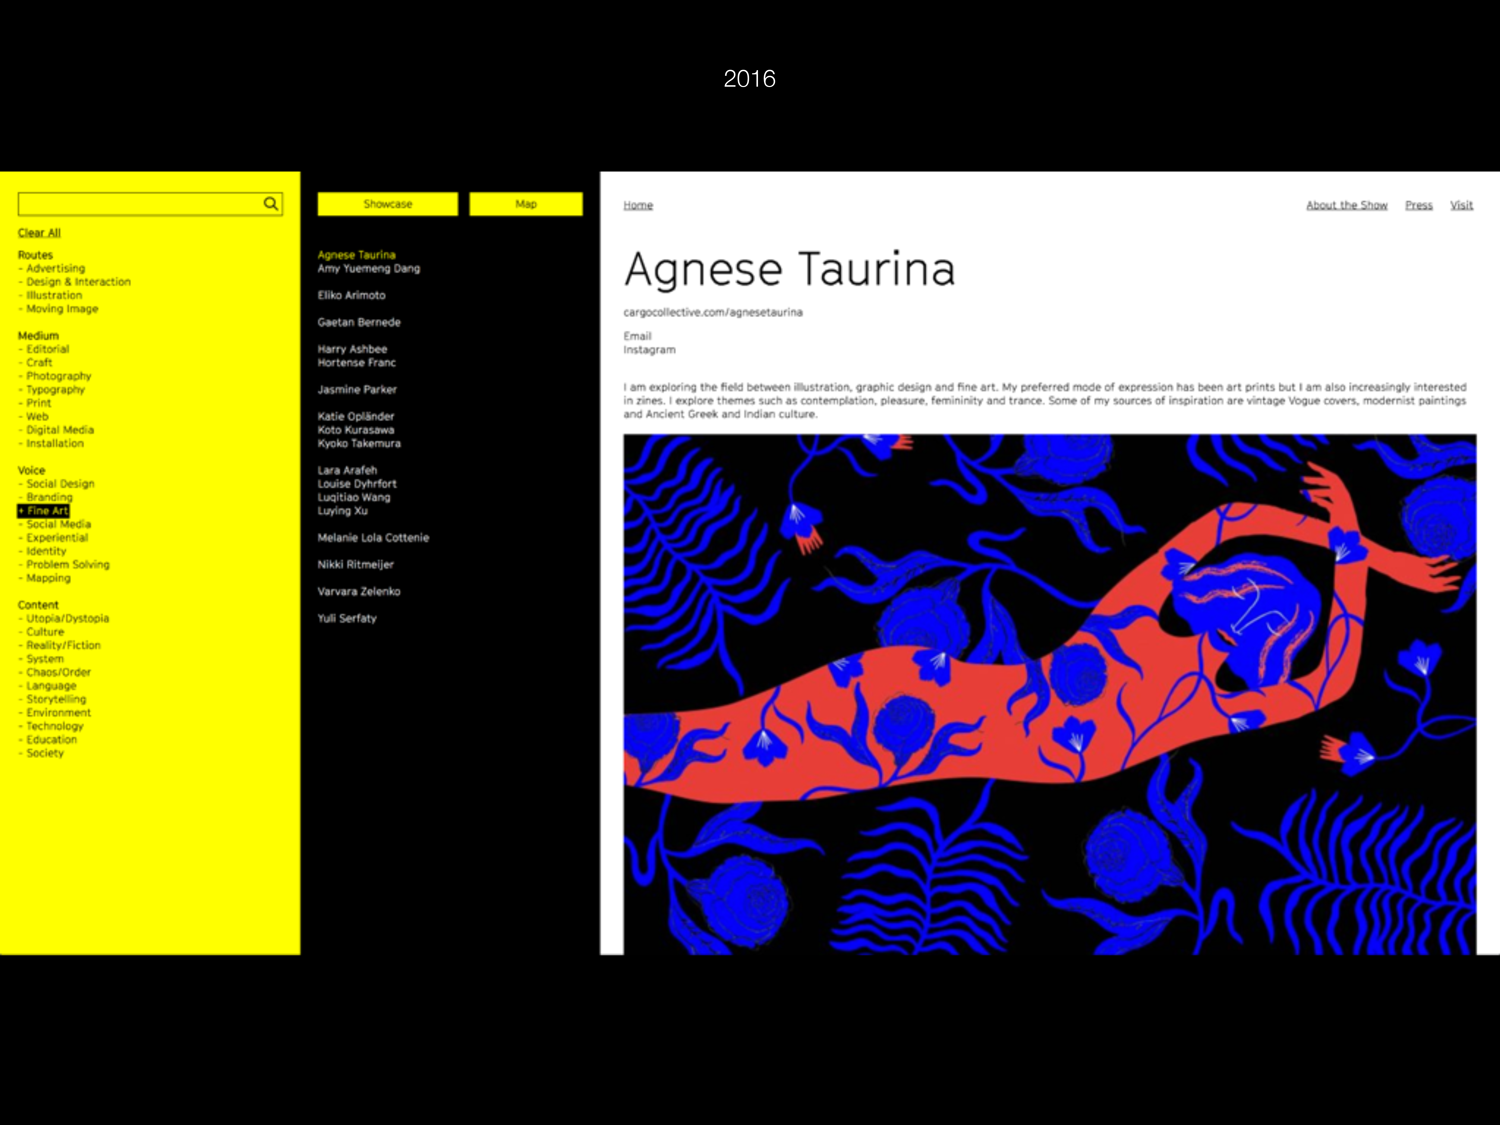 2016
Clear All
Routes
- Advertising
- Design & Interaction
- Illustration
- Moving Image
Medium
- Editorial
- Craft
- Photography
- Typography
- Print
- Web
- Digital Media
- Installation
Voice
- Social Design
- Branding
+ Fine Art
- Social Media
- Experiential
- Identity
- Problem Solving
- Mapping
Content
- Utopia/Dystopia
- Culture
- Reality/Fiction
- System
- Chaos/Order
- Language
- Storytelling
- Environment
- Technology
- Education
- Society
Showcase Map
Agnese Taurina
Amy Yuemeng Dang
Eliko Arimoto
Gaetan Bernede
Harry Ashbee
Hortense Franc
Jasmine Parker
Katie Opländer
Koto Kurasawa
Kyoko Takemura
Lara Arafeh
Louise Dyhrfort
Luqitiao Wang
Luying Xu
Melanie Lola Cottenie
Nikki Ritmeijer
Varvara Zelenko
Yuli Serfaty
Home About the Show Press Visit
Agnese Taurina
cargocollective.com/agnesetaurina
Email
Instagram
I am exploring the field between illustration, graphic design and fine art. My preferred mode of expression has been art prints but I am also increasingly interested
in zines. I explore themes such as contemplation, pleasure, femininity and trance. Some of my sources of inspiration are vintage Vogue covers, modernist paintings
and Ancient Greek and Indian culture.